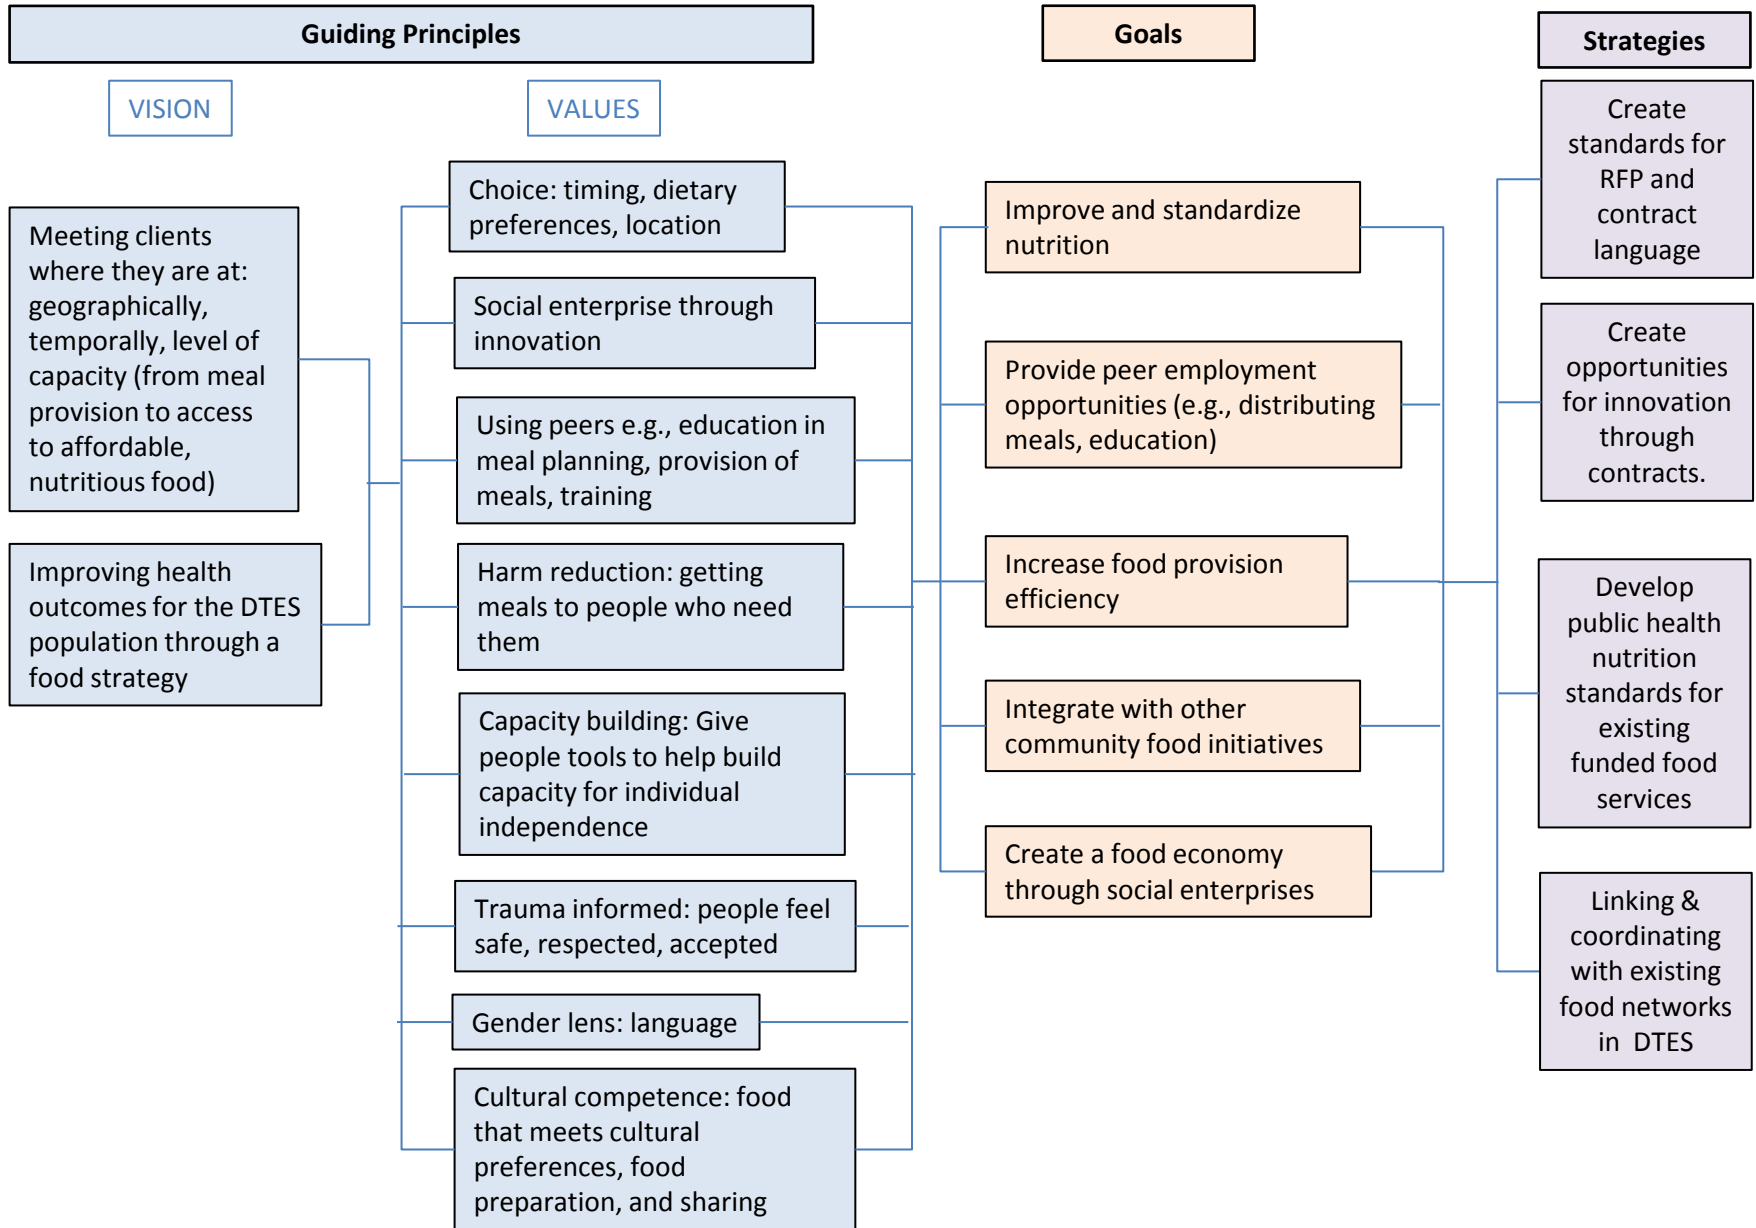 Guiding Principles
Goals
Strategies
VISION
VALUES
Meeting clients
where they are at:
geographically,
temporally, level of
capacity (from meal
provision to access
to affordable,
nutritious food)
Improving health
outcomes for the DTES
population through a
food strategy
Choice: timing, dietary
preferences, location
Social enterprise through
innovation
Using peers e.g., education in
meal planning, provision of
meals, training
Harm reduction: getting
meals to people who need
them
Capacity building: Give
people tools to help build
capacity for individual
independence
Trauma informed: people feel
safe, respected, accepted
Gender lens: language
Cultural competence: food
that meets cultural
preferences, food
preparation, and sharing
Improve and standardize
nutrition
Provide peer employment
opportunities (e.g., distributing
meals, education)
Increase food provision
efficiency
Integrate with other
community food initiatives
Create a food economy
through social enterprises
Create
standards for
RFP and
contract
language
Create
opportunities
for innovation
through
contracts.
Develop
public health
nutrition
standards for
existing
funded food
services
Linking &
coordinating
with existing
food networks
in DTES